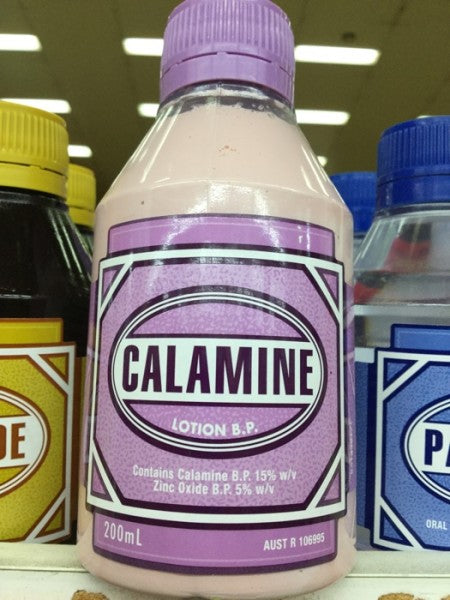 CALAMINE
LOTION B.P.
Contains Calamine B.P. 15% w/v
Zinc Oxide B.P. 5% w/v
200mL
AUST R 106995
DE
PA
ORAL